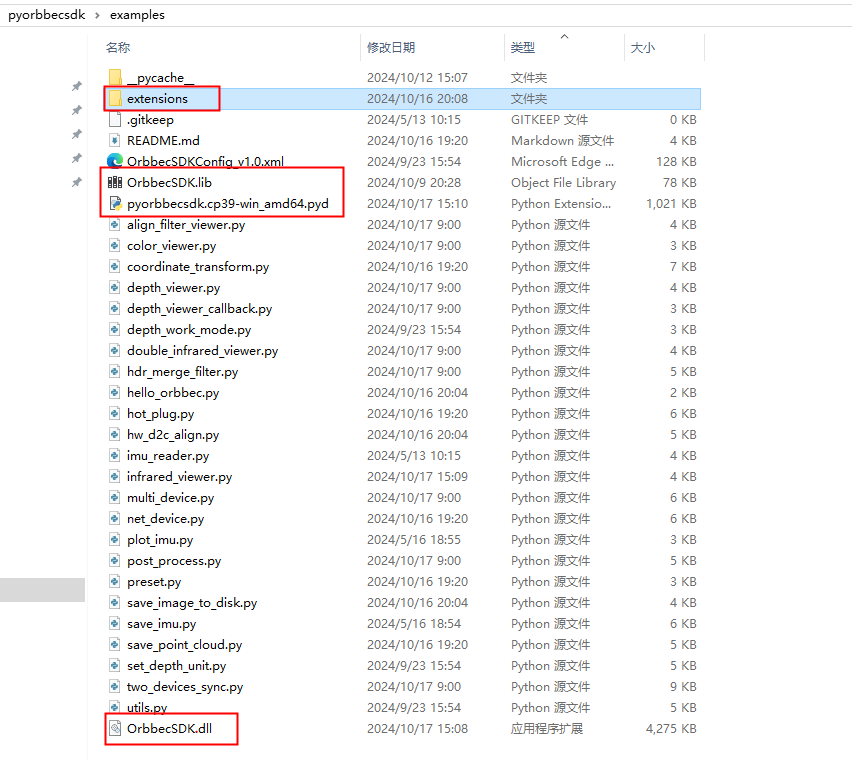 pyorbbecsdk > examples
名称 修改日期 类型 大小
__pycache__ 2024/10/12 15:07 文件夹
extensions 2024/10/16 20:08 文件夹
.gitkeep 2024/5/13 10:15 GITKEEP 文件 0 KB
README.md 2024/10/16 19:20 Markdown 源文件 4 KB
OrbbecSDKConfig_v1.0.xml 2024/9/23 15:54 Microsoft Edge ... 128 KB
OrbbecSDK.lib 2024/10/9 20:28 Object File Library 78 KB
pyorbbecsdk.cp39-win_amd64.pyd 2024/10/17 15:10 Python Extensio... 1,021 KB
align_filter_viewer.py 2024/10/17 9:00 Python 源文件 4 KB
color_viewer.py 2024/10/17 9:00 Python 源文件 3 KB
coordinate_transform.py 2024/10/16 19:20 Python 源文件 7 KB
depth_viewer.py 2024/10/17 9:00 Python 源文件 4 KB
depth_viewer_callback.py 2024/10/17 9:00 Python 源文件 3 KB
depth_work_mode.py 2024/9/23 15:54 Python 源文件 3 KB
double_infrared_viewer.py 2024/10/17 9:00 Python 源文件 4 KB
hdr_merge_filter.py 2024/10/17 9:00 Python 源文件 5 KB
hello_orbbec.py 2024/10/16 20:04 Python 源文件 2 KB
hot_plug.py 2024/10/16 19:20 Python 源文件 6 KB
hw_d2c_align.py 2024/10/16 20:04 Python 源文件 5 KB
imu_reader.py 2024/5/13 10:15 Python 源文件 4 KB
infrared_viewer.py 2024/10/17 15:09 Python 源文件 4 KB
multi_device.py 2024/10/17 9:00 Python 源文件 6 KB
net_device.py 2024/10/16 19:20 Python 源文件 6 KB
plot_imu.py 2024/5/16 18:55 Python 源文件 3 KB
post_process.py 2024/10/17 9:00 Python 源文件 5 KB
preset.py 2024/10/16 19:20 Python 源文件 3 KB
save_image_to_disk.py 2024/10/16 20:04 Python 源文件 4 KB
save_imu.py 2024/5/16 18:54 Python 源文件 6 KB
save_point_cloud.py 2024/10/16 19:20 Python 源文件 5 KB
set_depth_unit.py 2024/9/23 15:54 Python 源文件 5 KB
two_devices_sync.py 2024/10/17 9:00 Python 源文件 9 KB
utils.py 2024/9/23 15:54 Python 源文件 5 KB
OrbbecSDK.dll 2024/10/17 15:08 应用程序扩展 4,275 KB